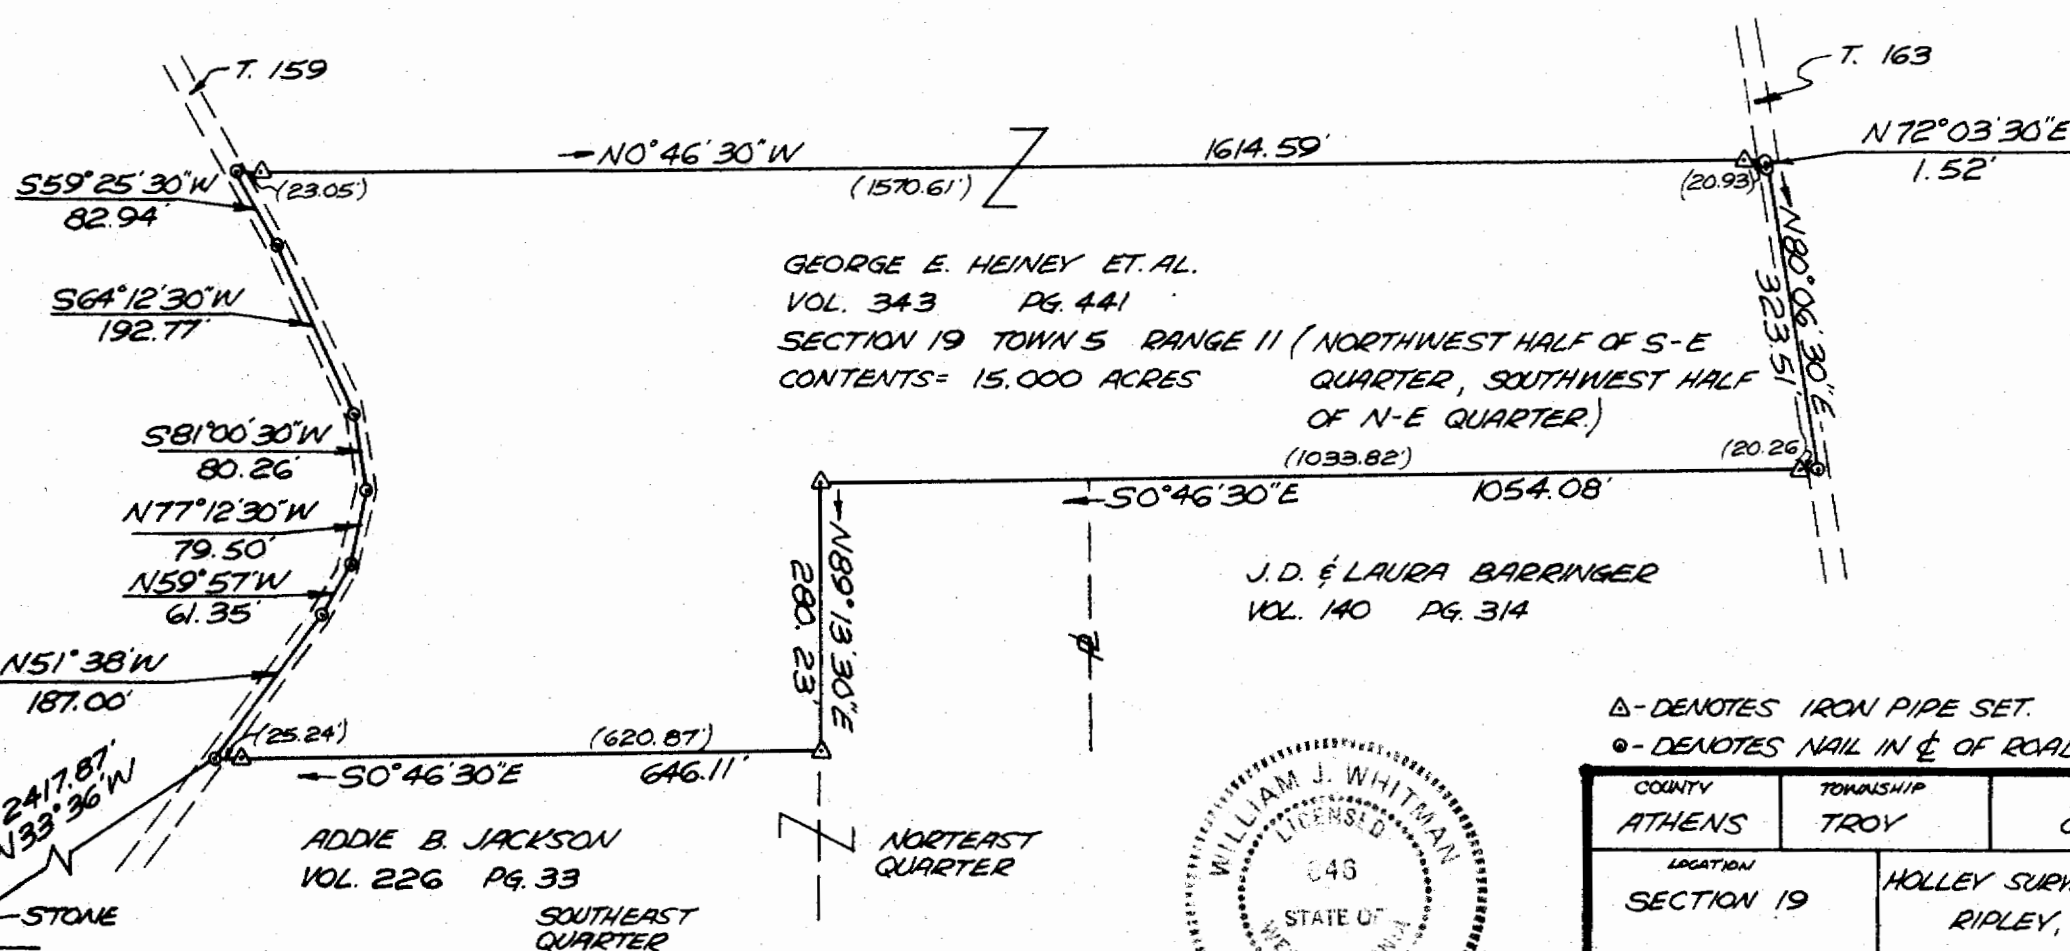 T. 159
T. 163
N0°46'30"W
1614.59'
N72°03'30"E
1.52'
S59°25'30"W
82.94'
(23.05')
(1570.61')
(20.93')
N80°06'30"E
323.51'
S64°12'30"W
192.77'
GEORGE E. HEINEY ET. AL.
VOL. 343 PG. 441
SECTION 19 TOWN 5 RANGE 11 (NORTHWEST HALF OF S-E
CONTENTS= 15.000 ACRES QUARTER, SOUTHWEST HALF
OF N-E QUARTER.)
S81°00'30"W
80.26'
(1033.82')
(20.26')
S0°46'30"E
1054.08'
N77°12'30"W
79.50'
N89°13'30"E
280.23'
N59°57'W
61.35'
J.D. & LAURA BARRINGER
VOL. 140 PG. 314
N51°38'W
187.00'
(25.24')
(620.87')
S0°46'30"E
646.11'
△-DENOTES IRON PIPE SET.
⊙-DENOTES NAIL IN ℄ OF ROAD
2417.87'
N33°36'W
ADDIE B. JACKSON
VOL. 226 PG. 33
NORTEAST
QUARTER
STONE
SOUTHEAST
QUARTER
WILLIAM J. WHITMAN
LICENSED
STATE OF
COUNTY
ATHENS
TOWNSHIP
TROY
LOCATION
SECTION 19
HOLLEY
RIPLEY,